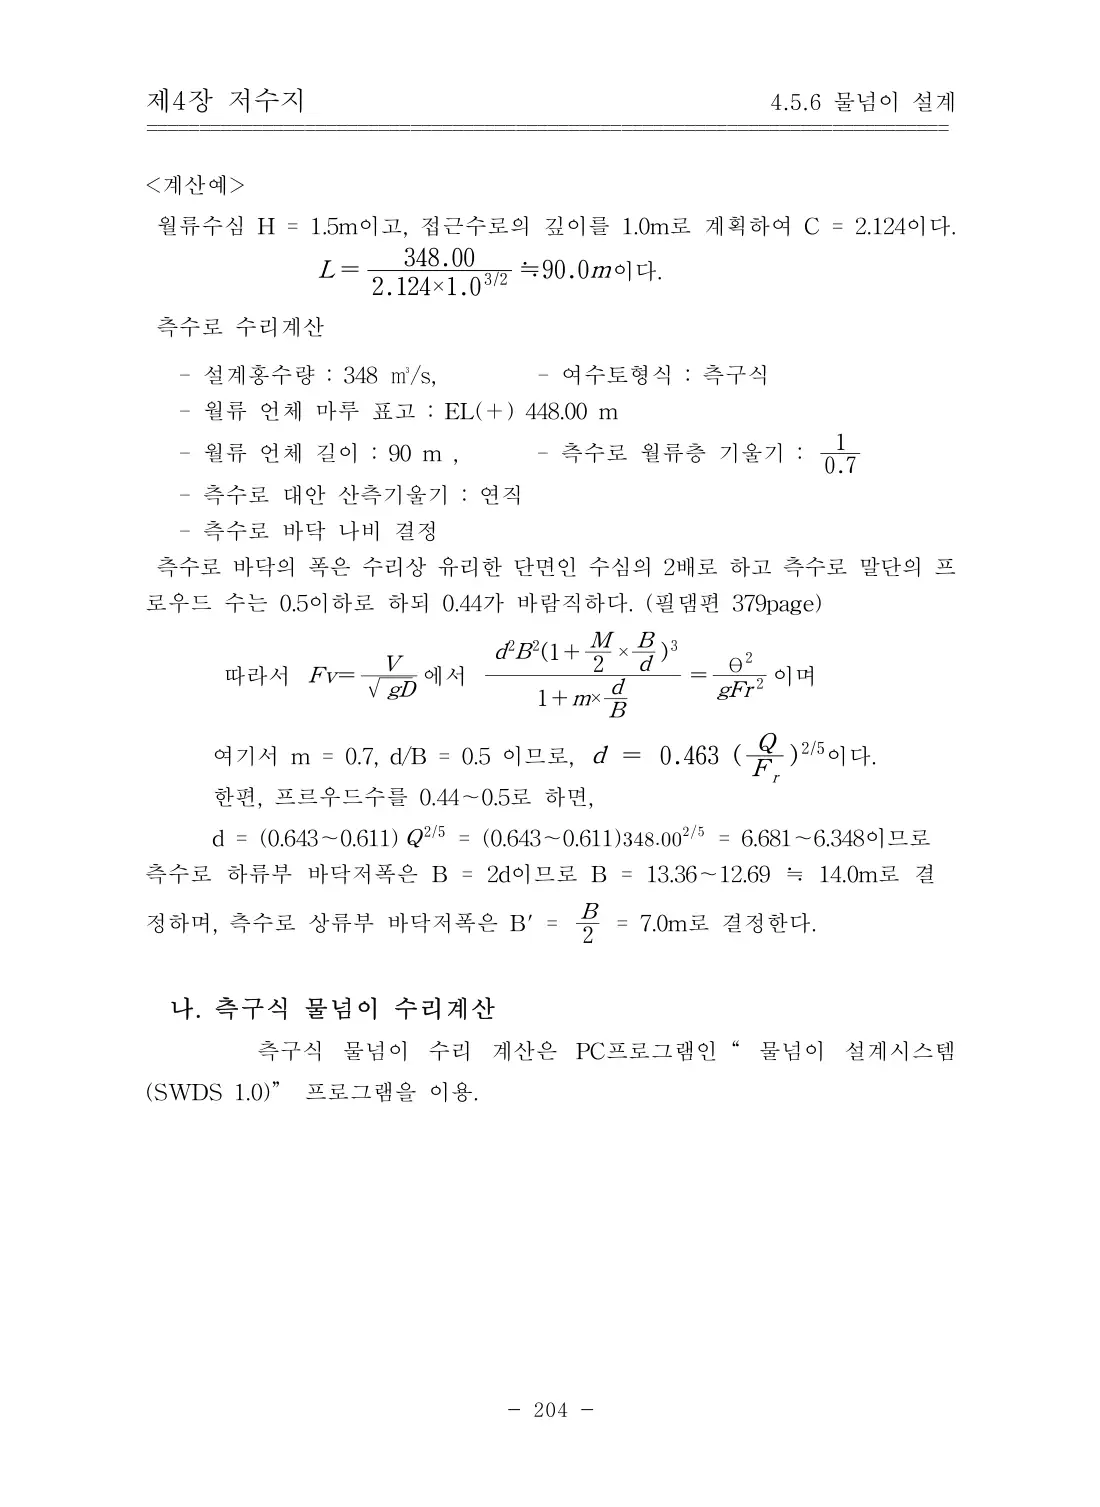 제4장 저수지 4.5.6 물넘이 설계
================================================================================
<계산예>
월류수심 H = 1.5m이고, 접근수로의 깊이를 1.0m로 계획하여 C = 2.124이다.
L = 348.00 / 2.124×1.0^3/2 ≒90.0m이다.
측수로 수리계산
- 설계홍수량 : 348 ㎥/s, - 여수토형식 : 측구식
- 월류 언체 마루 표고 : EL(+) 448.00 m
- 월류 언체 길이 : 90 m , - 측수로 월류층 기울기 : 1/0.7
- 측수로 대안 산측기울기 : 연직
- 측수로 바닥 나비 결정
측수로 바닥의 폭은 수리상 유리한 단면인 수심의 2배로 하고 측수로 말단의 프
로우드 수는 0.5이하로 하되 0.44가 바람직하다. (필댐편 379page)
따라서 Fv= V/√gD 에서 d²B²(1+ M/2 × B/d )³ / 1+m× d/B = θ²/gFr² 이며
여기서 m = 0.7, d/B = 0.5 이므로, d = 0.463 ( Q/F_r )^2/5이다.
한편, 프르우드수를 0.44~0.5로 하면,
d = (0.643~0.611) Q^2/5 = (0.643~0.611)348.00^2/5 = 6.681~6.348이므로
측수로 하류부 바닥저폭은 B = 2d이므로 B = 13.36~12.69 ≒ 14.0m로 결
정하며, 측수로 상류부 바닥저폭은 B′ = B/2 = 7.0m로 결정한다.
나. 측구식 물넘이 수리계산
측구식 물넘이 수리 계산은 PC프로그램인 “ 물넘이 설계시스템
(SWDS 1.0)” 프로그램을 이용.
- 204 -